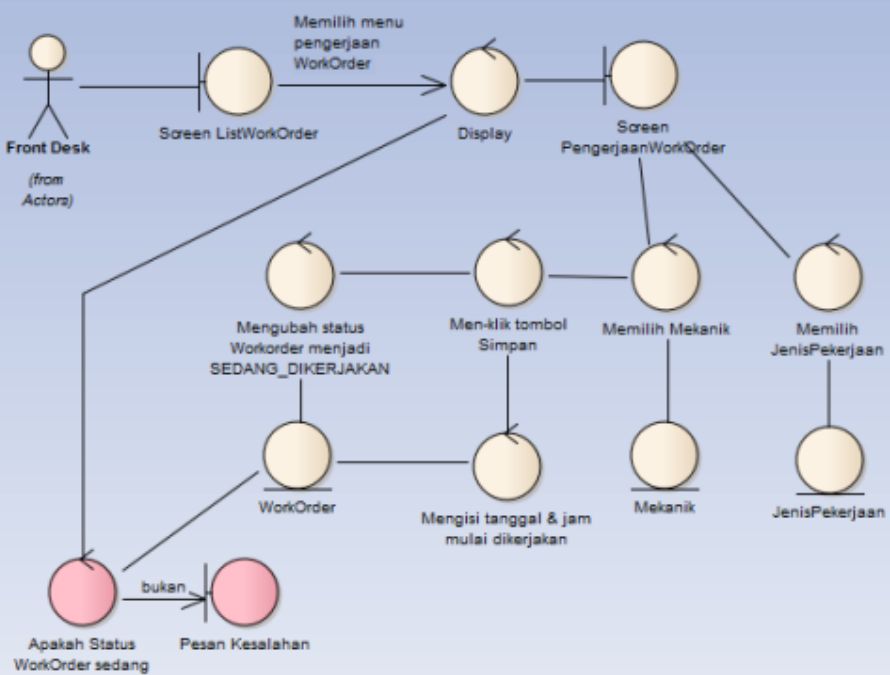 Memilih menu
pengerjaan
WorkOrder
Front Desk
(from
Actors)
Screen ListWorkOrder
Display
Screen
PengerjaanWorkOrder
Mengubah status
Workorder menjadi
SEDANG_DIKERJAKAN
Men-klik tombol
Simpan
Memilih Mekanik
Memilih
JenisPekerjaan
WorkOrder
Mengisi tanggal & jam
mulai dikerjakan
Mekanik
JenisPekerjaan
bukan
Apakah Status
WorkOrder sedang
Pesan Kesalahan